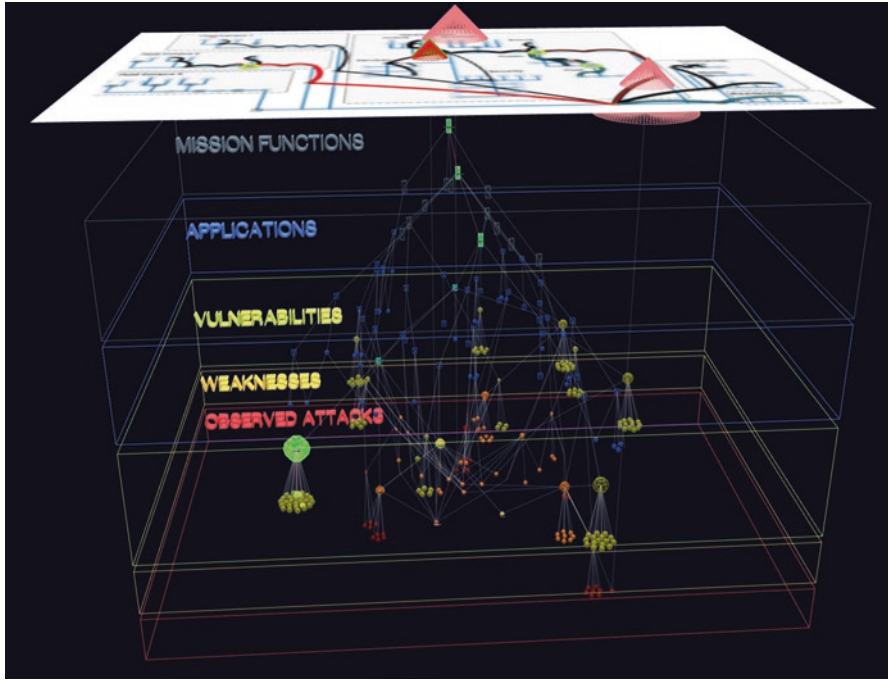 MISSION FUNCTIONS
APPLICATIONS
VULNERABILITIES
WEAKNESSES
OBSERVED ATTACKS